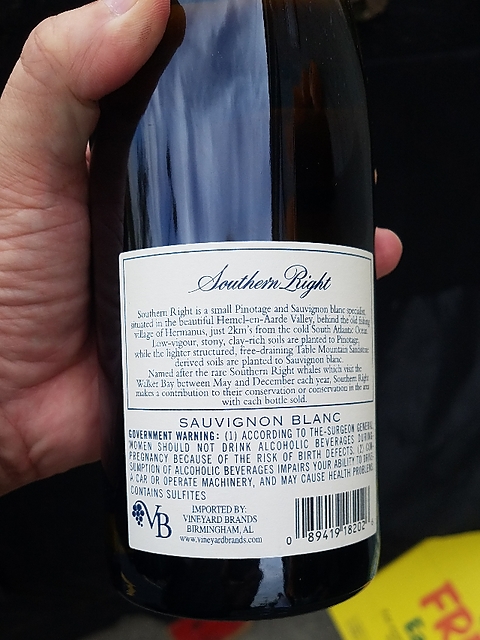 Southern Right
Southern Right is a small Pinotage and Sauvignon blanc specialist,
situated in the beautiful Hemel-en-Aarde Valley, behind the old fishing
village of Hermanus, just 2km's from the cold South Atlantic Ocean.
Low-vigour, stony, clay-rich soils are planted to Pinotage,
while the lighter structured, free-draining Table Mountain Sandstone
derived soils are planted to Sauvignon blanc.
Named after the rare Southern Right whales which visit the
Walker Bay between May and December each year, Southern Right
makes a contribution to their conservation or conservation in the area
with each bottle sold.
SAUVIGNON BLANC
GOVERNMENT WARNING: (1) ACCORDING TO THE-SURGEON GENERAL
WOMEN SHOULD NOT DRINK ALCOHOLIC BEVERAGES DURING
PREGNANCY BECAUSE OF THE RISK OF BIRTH DEFECTS. (2) CON-
SUMPTION OF ALCOHOLIC BEVERAGES IMPAIRS YOUR ABILITY TO DRIVE
A CAR OR OPERATE MACHINERY, AND MAY CAUSE HEALTH PROBLEMS
CONTAINS SULFITES
VB
IMPORTED BY:
VINEYARD BRANDS
BIRMINGHAM, AL
www.vineyardbrands.com
0 89419 18202